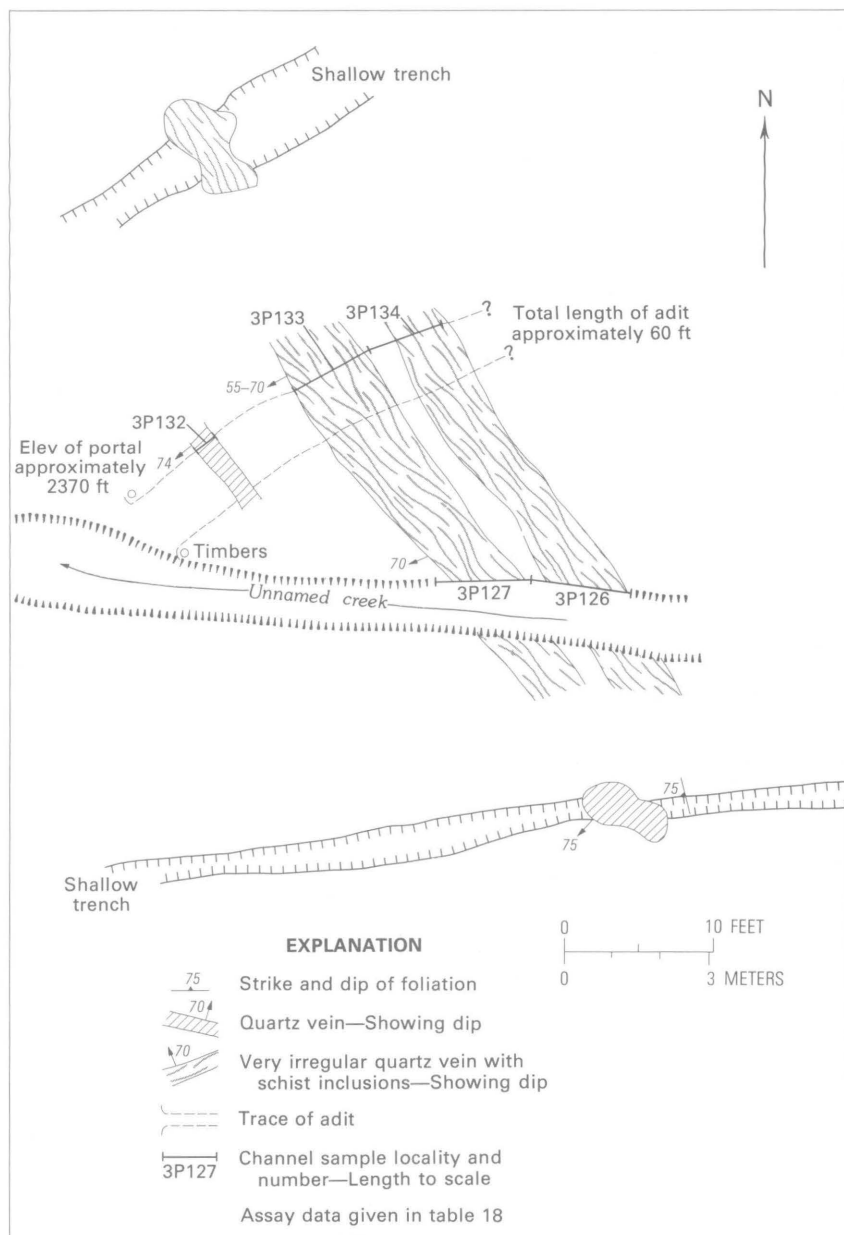 Shallow trench
N
3P133
3P134
?
Total length of adit
approximately 60 ft
?
55–70
3P132
74
Elev of portal
approximately
2370 ft
Timbers
70
Unnamed creek
3P127
3P126
75
75
Shallow
trench
EXPLANATION
0 10 FEET
0 3 METERS
75 Strike and dip of foliation
70 Quartz vein—Showing dip
70 Very irregular quartz vein with
schist inclusions—Showing dip
Trace of adit
3P127 Channel sample locality and
number—Length to scale
Assay data given in table 18